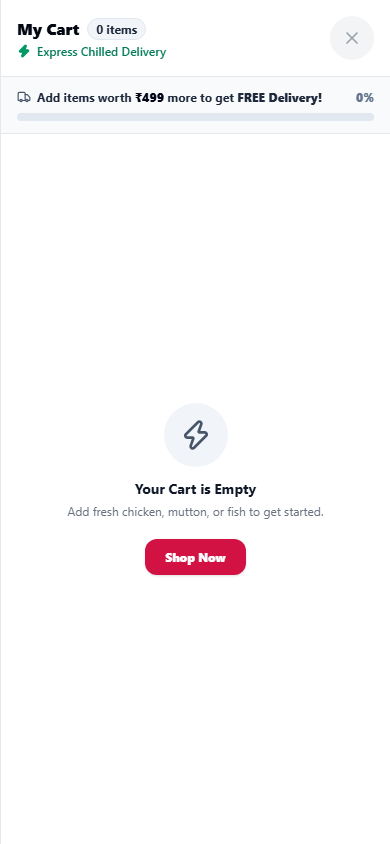 My Cart 0 items
Express Chilled Delivery
Add items worth ₹499 more to get FREE Delivery! 0%
Your Cart is Empty
Add fresh chicken, mutton, or fish to get started.
Shop Now